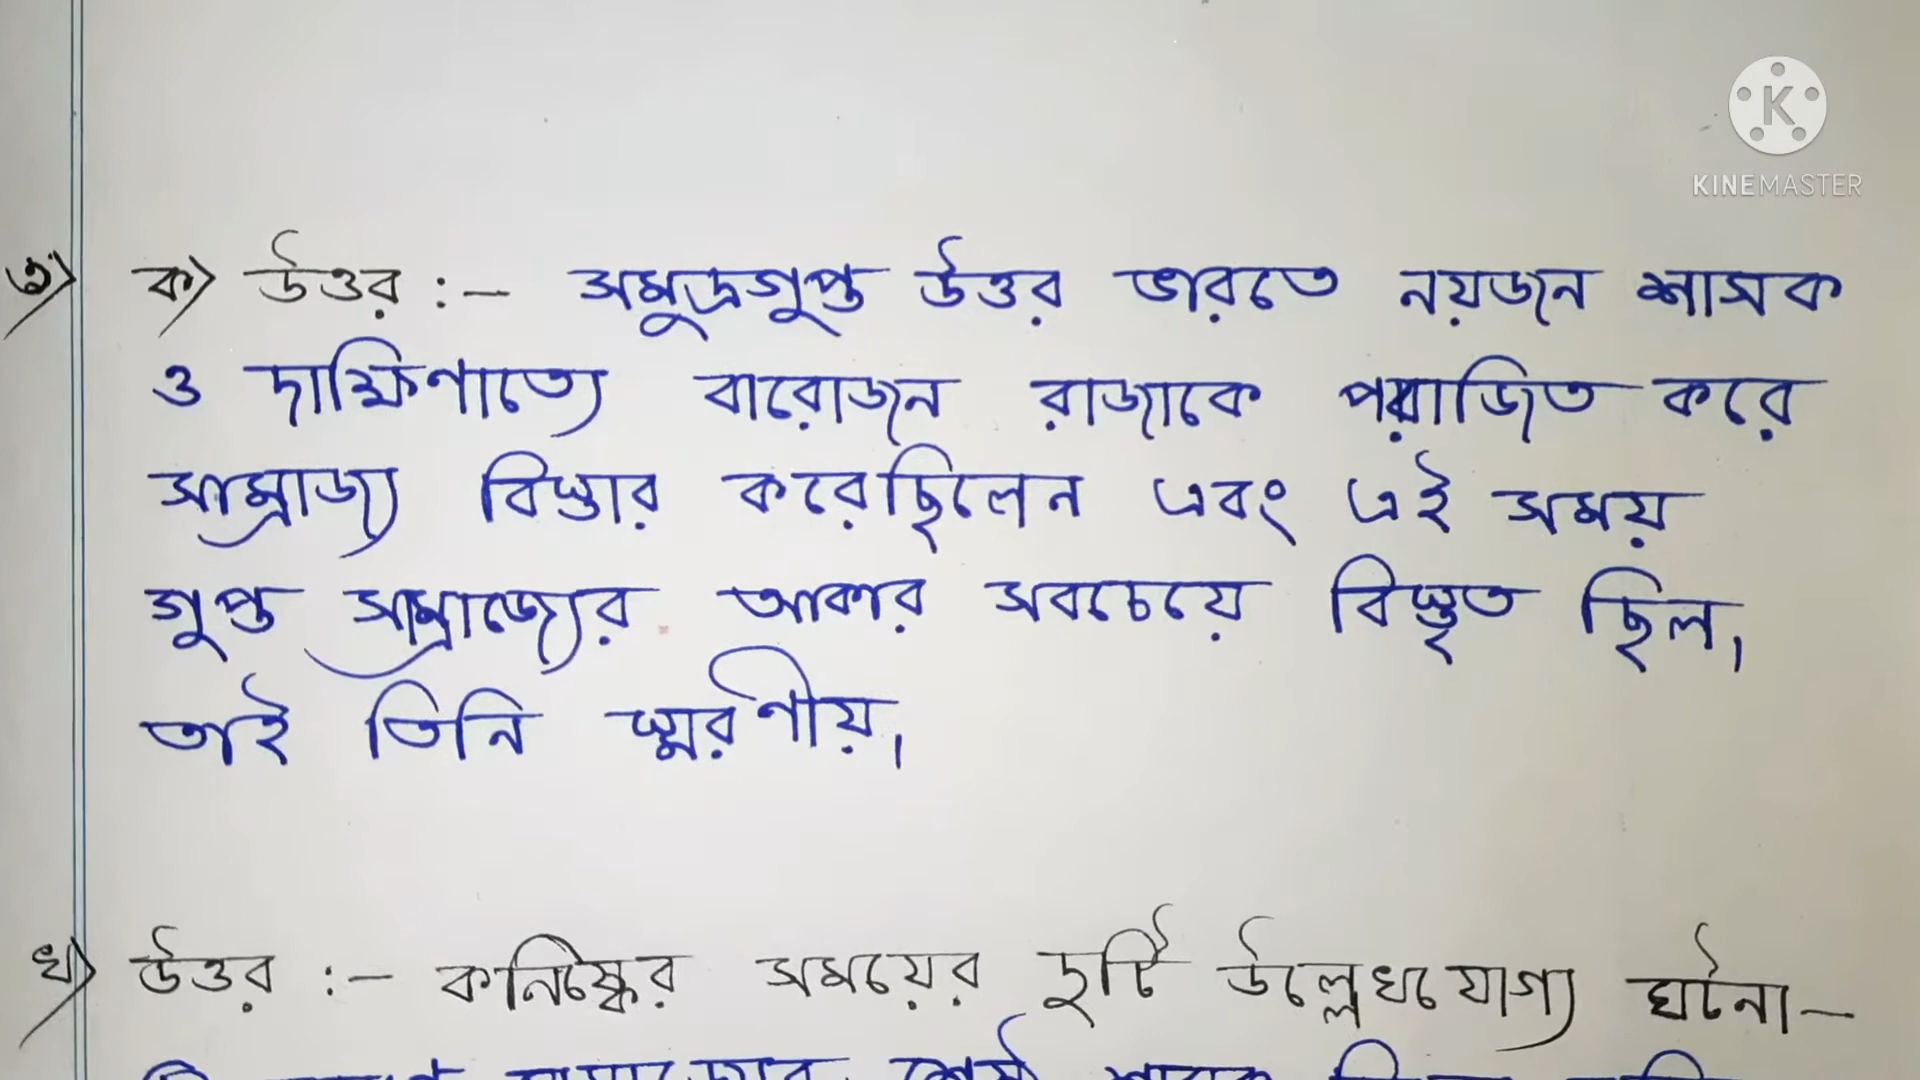 K
KINEMASTER
৩) ক) উত্তর :- সমুদ্রগুপ্ত উত্তর ভারতে নয়জন শাসক
ও দাক্ষিণাত্যে বারোজন রাজাকে পরাজিত করে
সাম্রাজ্য বিস্তার করেছিলেন এবং এই সময়
গুপ্ত সাম্রাজ্যের আকার সবচেয়ে বিস্তৃত ছিল।
তাই তিনি স্মরণীয়।
খ) উত্তর :- কনিষ্কের সময়ের দুটি উল্লেখযোগ্য ঘটনা-